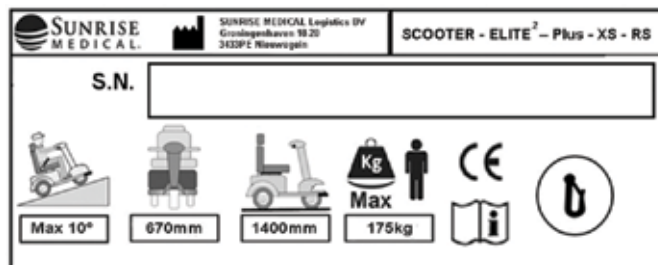 SUNRISE
MEDICAL.
SUNRISE MEDICAL Logistics BV
Groningenhaven 18-20
3433PE Nieuwegein
SCOOTER - ELITE² – Plus - XS - RS
S.N.
Kg
Max
CE
i
Max 10°
670mm
1400mm
175kg